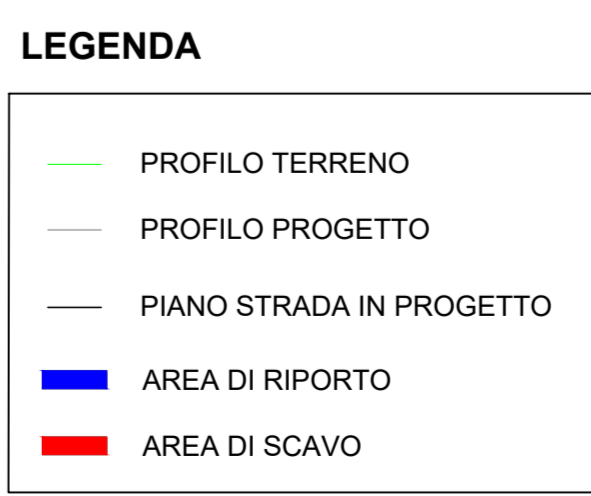 LEGENDA
PROFILO TERRENO
PROFILO PROGETTO
PIANO STRADA IN PROGETTO
AREA DI RIPORTO
AREA DI SCAVO